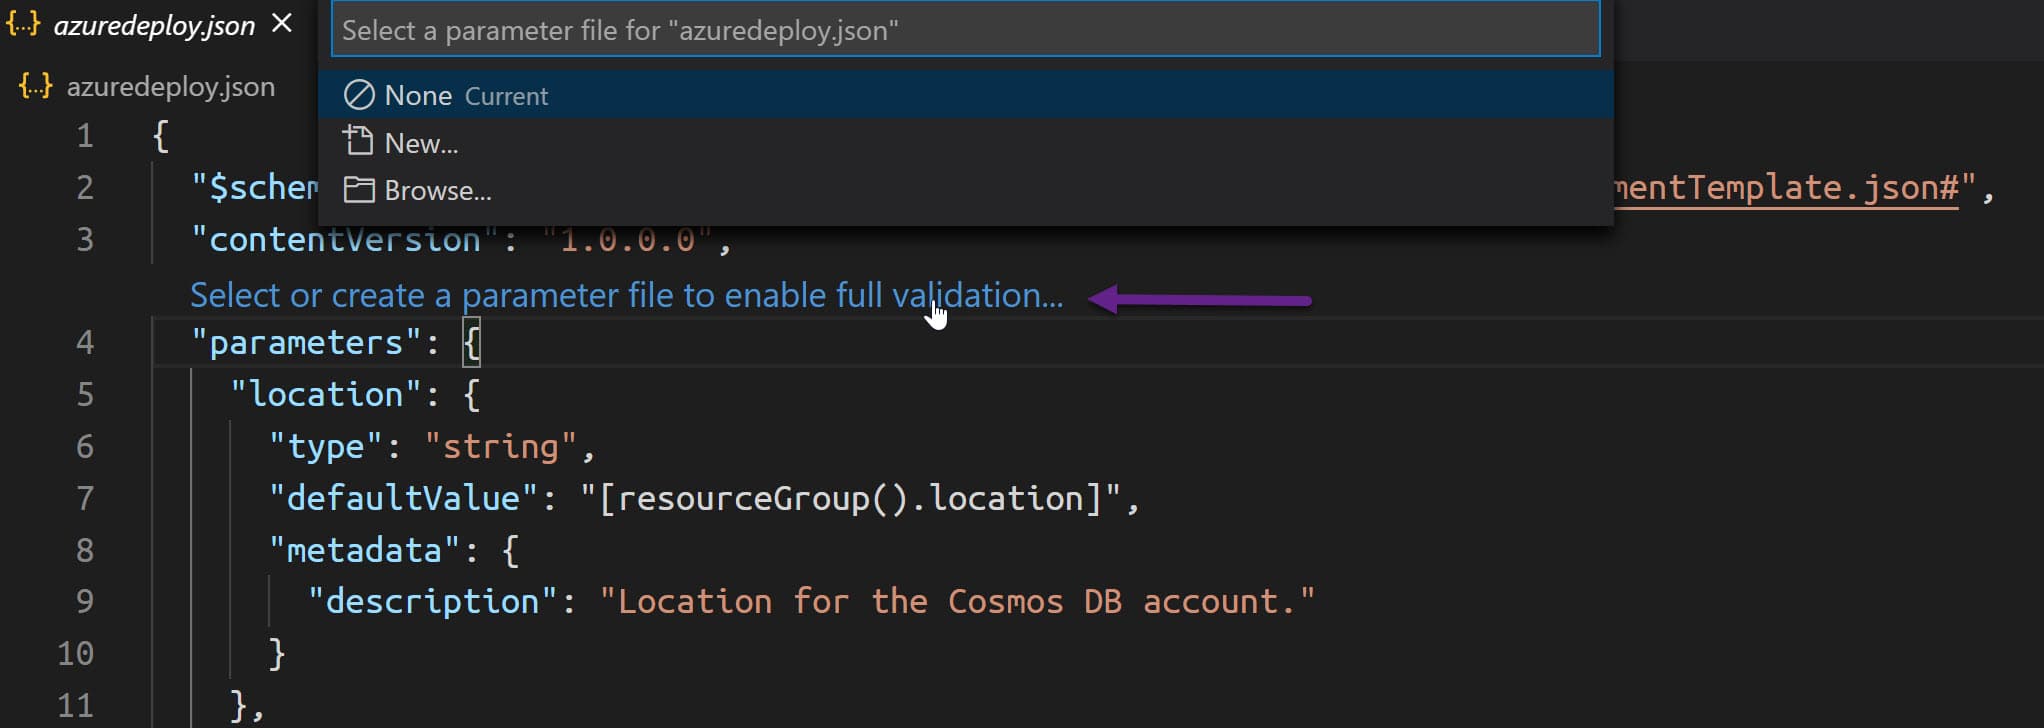 {...} azuredeploy.json ×
Select a parameter file for "azuredeploy.json"
{...} azuredeploy.json
None Current
New...
Browse...
1 {
2 "$schem mentTemplate.json#",
3 "contentVersion": "1.0.0.0",
Select or create a parameter file to enable full validation...
4 "parameters": {
5 "location": {
6 "type": "string",
7 "defaultValue": "[resourceGroup().location]",
8 "metadata": {
9 "description": "Location for the Cosmos DB account."
10 }
11 },